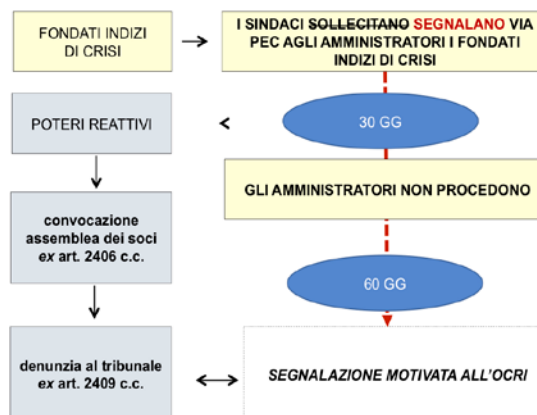 FONDATI INDIZI
DI CRISI
I SINDACI SOLLECITANO SEGNALANO VIA
PEC AGLI AMMINISTRATORI I FONDATI
INDIZI DI CRISI
POTERI REATTIVI
30 GG
GLI AMMINISTRATORI NON PROCEDONO
convocazione
assemblea dei soci
ex art. 2406 c.c.
60 GG
denunzia al tribunale
ex art. 2409 c.c.
SEGNALAZIONE MOTIVATA ALL'OCRI